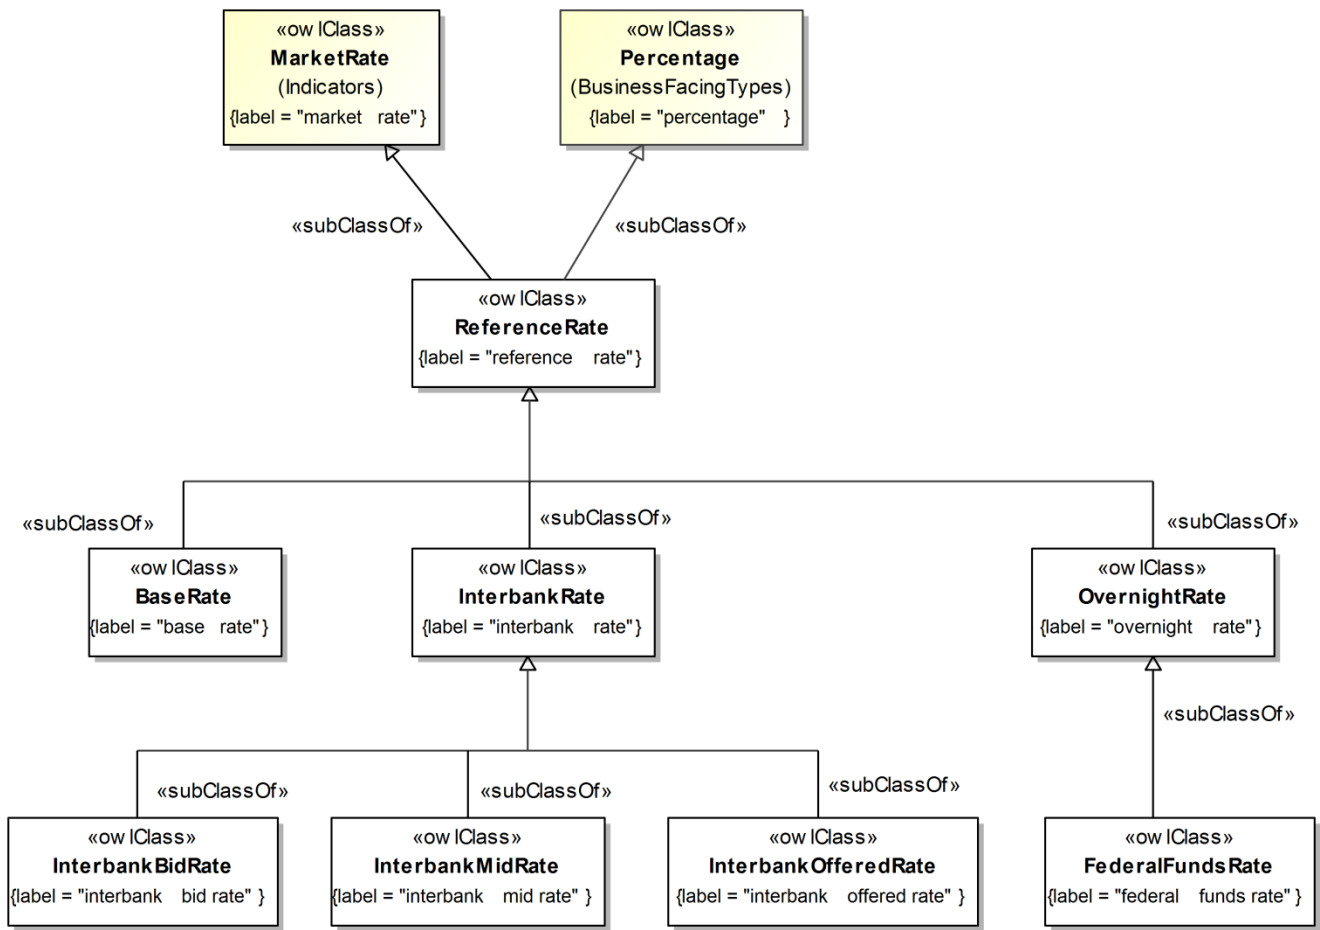 «owlClass»
MarketRate
(Indicators)
{label = "market rate"}
«owlClass»
Percentage
(BusinessFacingTypes)
{label = "percentage" }
«subClassOf»
«subClassOf»
«owlClass»
ReferenceRate
{label = "reference rate"}
«subClassOf»
«subClassOf»
«subClassOf»
«owlClass»
BaseRate
{label = "base rate"}
«owlClass»
InterbankRate
{label = "interbank rate"}
«owlClass»
OvernightRate
{label = "overnight rate"}
«subClassOf»
«subClassOf»
«subClassOf»
«subClassOf»
«owlClass»
InterbankBidRate
{label = "interbank bid rate" }
«owlClass»
InterbankMidRate
{label = "interbank mid rate" }
«owlClass»
InterbankOfferedRate
{label = "interbank offered rate" }
«owlClass»
FederalFundsRate
{label = "federal funds rate" }